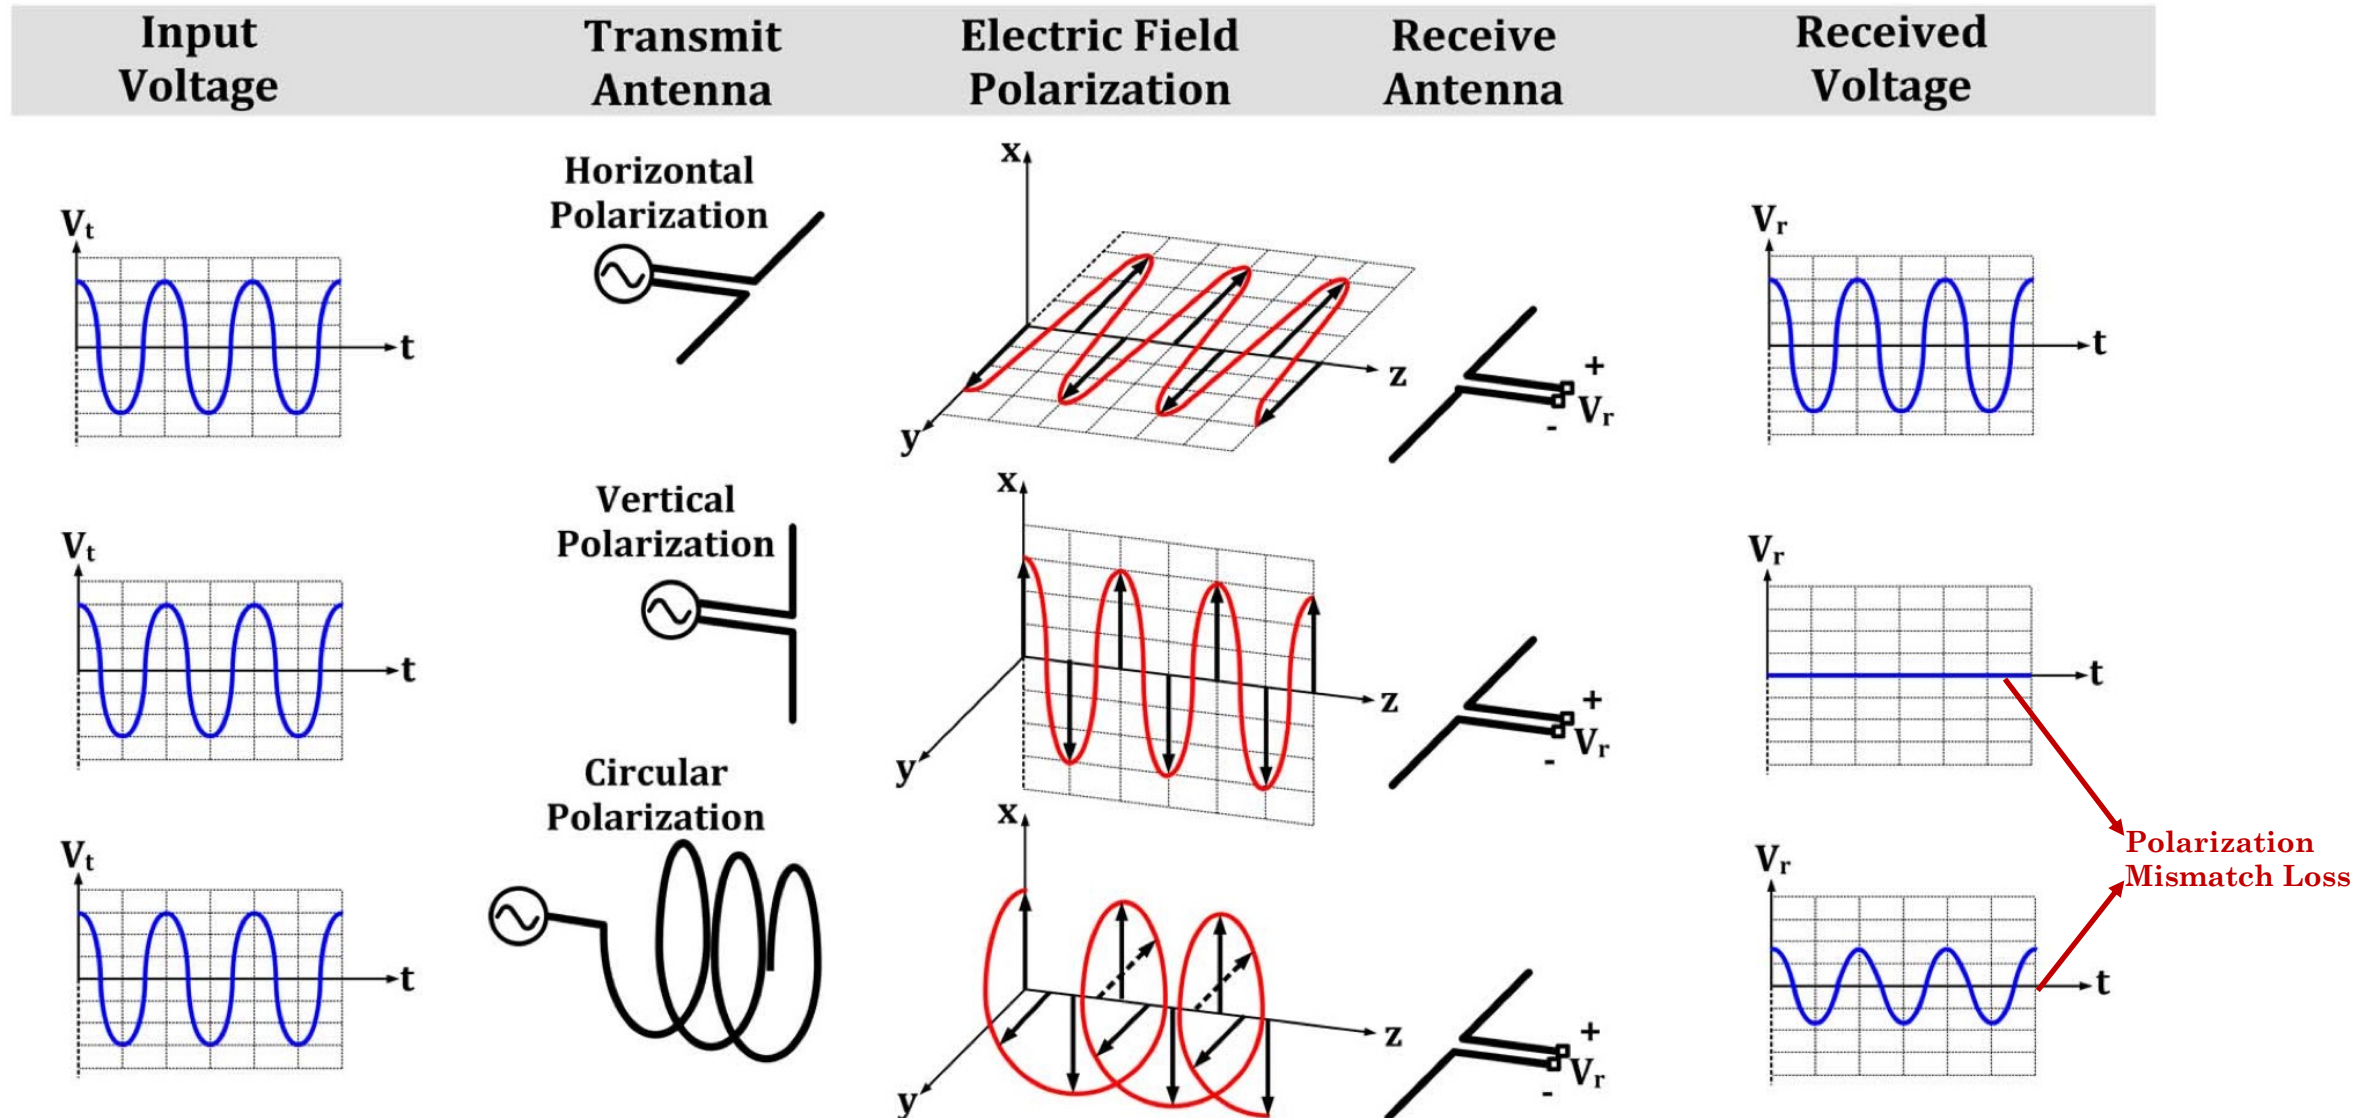 Input
Voltage
Transmit
Antenna
Electric Field
Polarization
Receive
Antenna
Received
Voltage
Horizontal
Polarization
Vt
t
x
y
z
+
Vr
-
Vr
t
Vertical
Polarization
Vt
t
x
y
z
+
Vr
-
Vr
t
Circular
Polarization
Vt
t
x
y
z
+
Vr
-
Vr
t
Polarization
Mismatch Loss